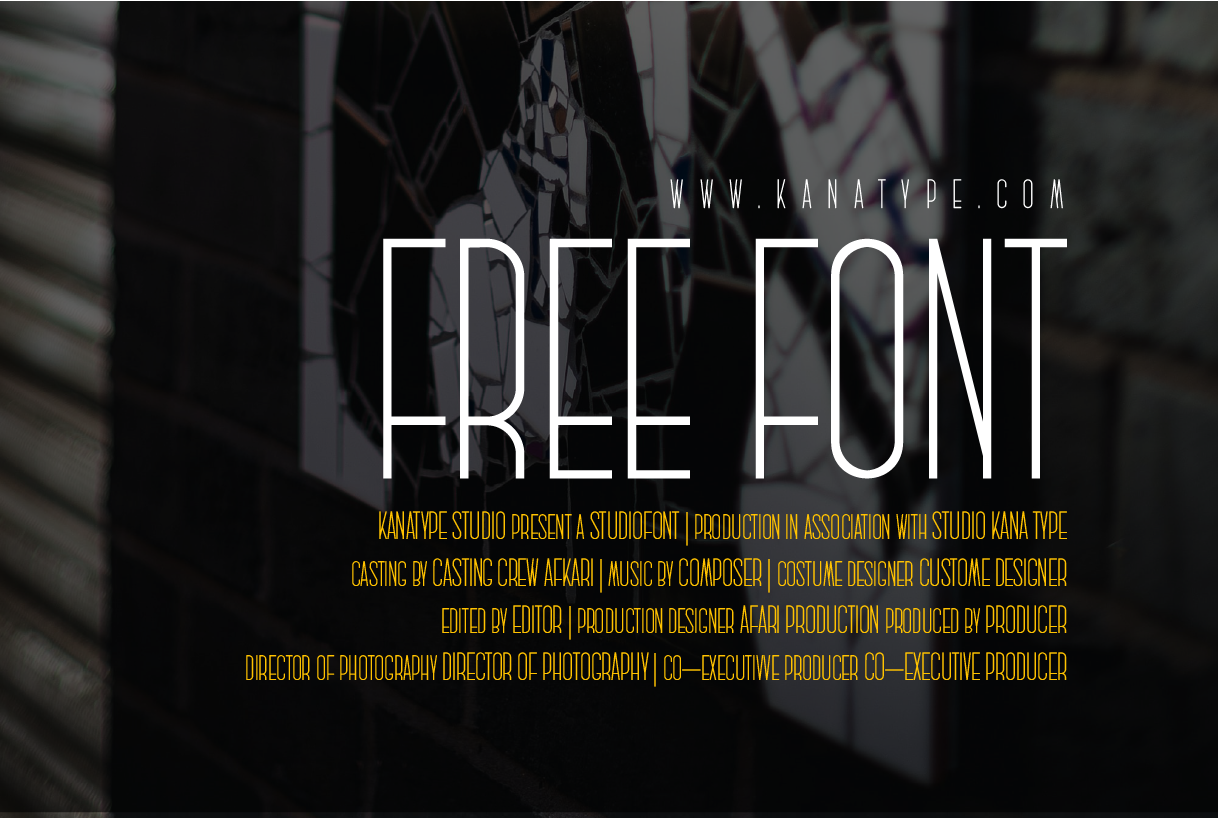 WWW.KANATYPE.COM
FREE FONT
KANATYPE STUDIO PRESENT A STUDIOFONT | PRODUCTION IN ASSOCIATION WITH STUDIO KANA TYPE
CASTING BY CASTING CREW AFKARI | MUSIC BY COMPOSER | COSTUME DESIGNER CUSTOME DESIGNER
EDITED BY EDITOR | PRODUCTION DESIGNER AFARI PRODUCTION PRODUCED BY PRODUCER
DIRECTOR OF PHOTOGRAPHY DIRECTOR OF PHOTOGRAPHY | CO—EXECUTIVVE PRODUCER CO—EXECUTIVE PRODUCER